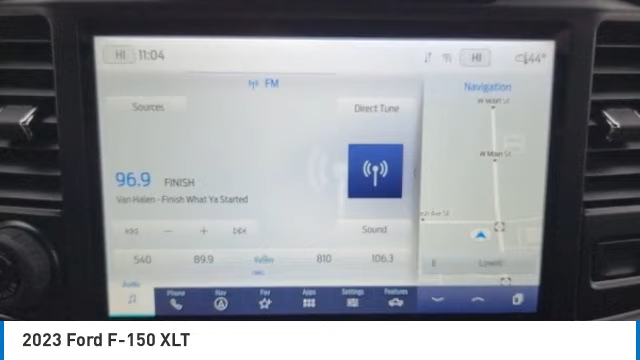 HI 11:04 HI 44°
FM
Navigation
Sources
Direct Tune
W Main St
96.9 FINISH
Van Halen - Finish What Ya Started
Sound
540 89.9 810 106.3
Audio Phone Nav Fav Apps Settings Features
2023 Ford F-150 XLT